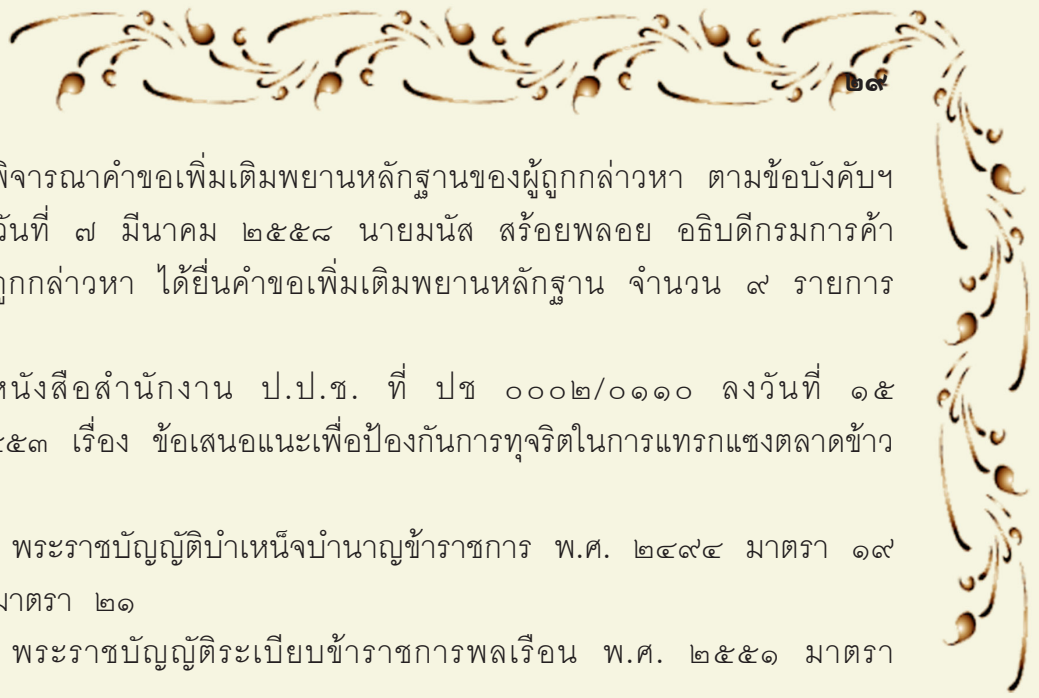 ๒๙
พิจารณาคำขอเพิ่มเติมพยานหลักฐานของผู้ถูกกล่าวหา ตามข้อบังคับฯ
วันที่ ๗ มีนาคม ๒๕๕๘ นายมนัส สร้อยพลอย อธิบดีกรมการค้า
ถูกกล่าวหา ได้ยื่นคำขอเพิ่มเติมพยานหลักฐาน จำนวน ๙ รายการ
หนังสือสำนักงาน ป.ป.ช. ที่ ปช ๐๐๐๒/๐๑๑๐ ลงวันที่ ๑๕
๕๕๓ เรื่อง ข้อเสนอแนะเพื่อป้องกันการทุจริตในการแทรกแซงตลาดข้าว
พระราชบัญญัติบำเหน็จบำนาญข้าราชการ พ.ศ. ๒๔๙๔ มาตรา ๑๙
มาตรา ๒๑
พระราชบัญญัติระเบียบข้าราชการพลเรือน พ.ศ. ๒๕๕๑ มาตรา